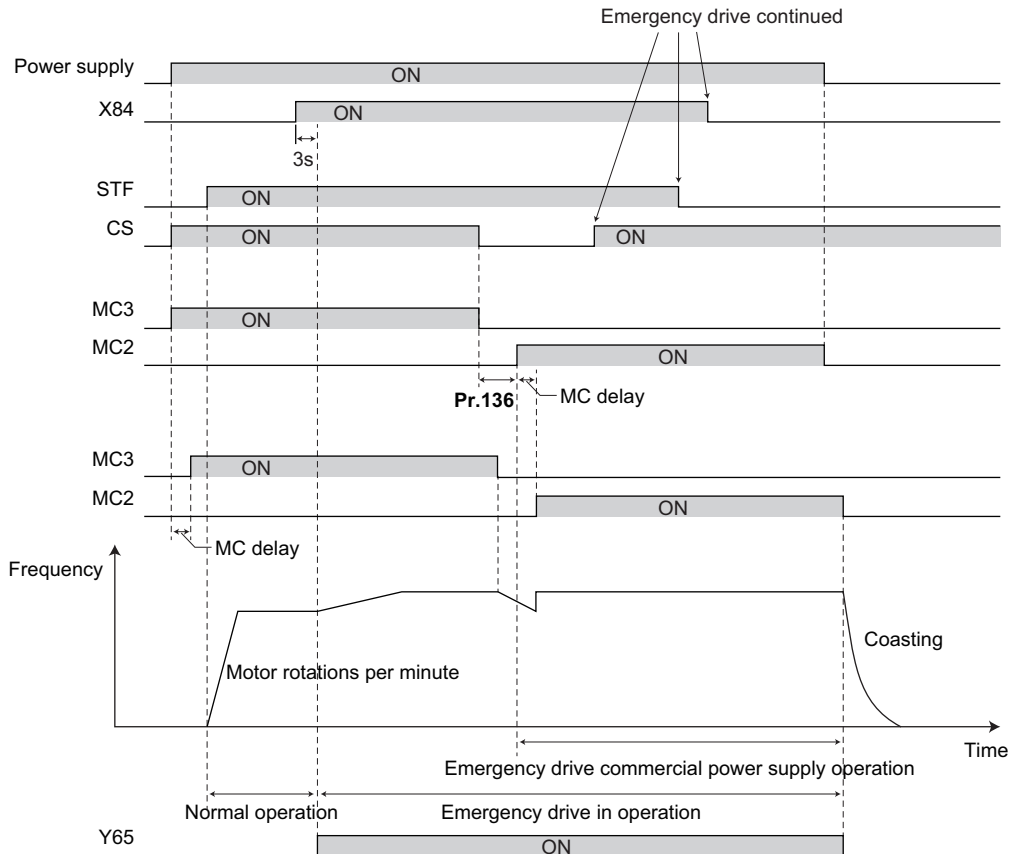 Emergency drive continued
Power supply
ON
X84
ON
3s
STF
ON
CS
ON
ON
MC3
ON
MC2
ON
Pr.136
MC delay
MC3
ON
MC2
ON
MC delay
Frequency
Coasting
Motor rotations per minute
Time
Emergency drive commercial power supply operation
Normal operation
Emergency drive in operation
Y65
ON